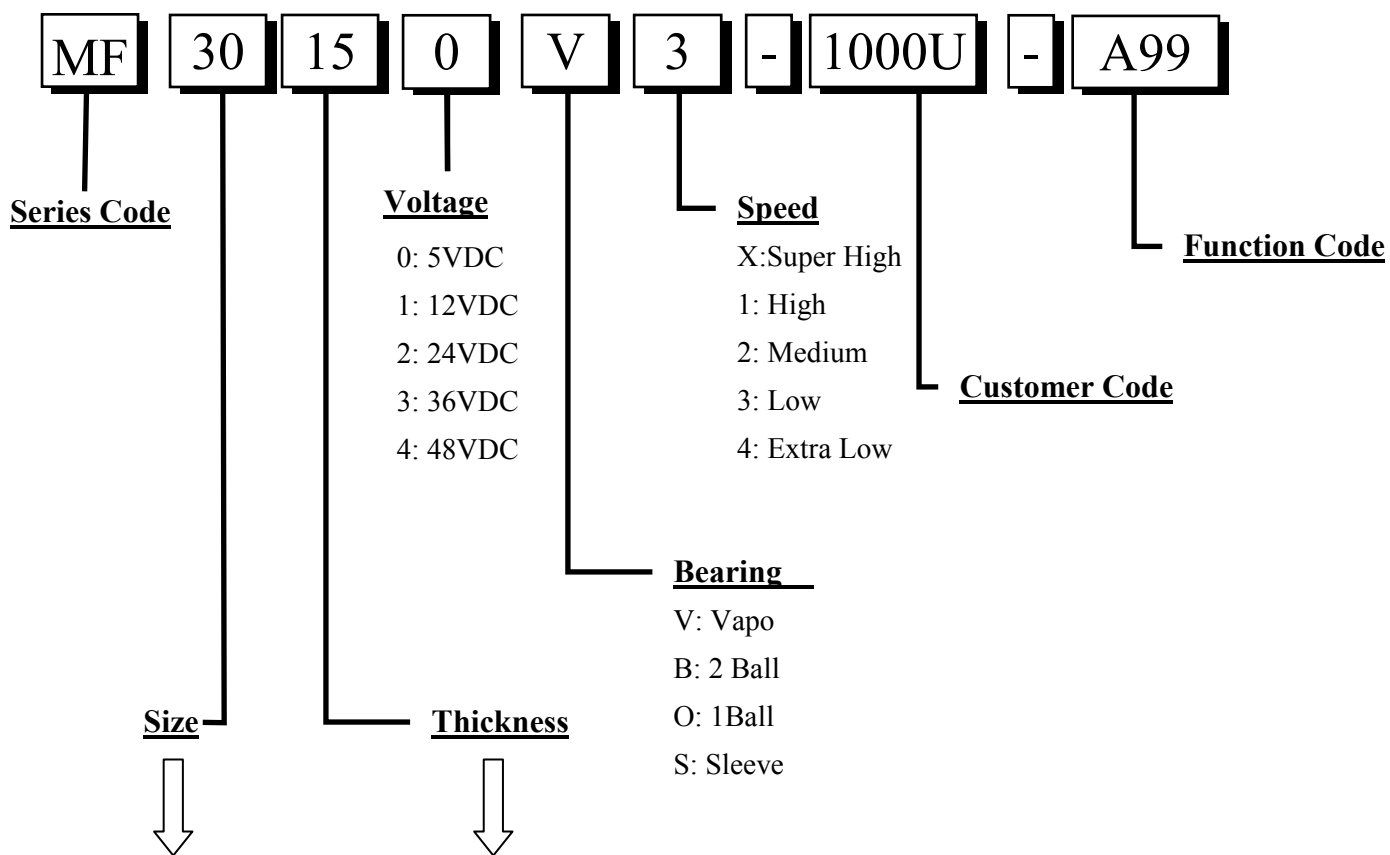 MF 30 15 0 V 3 - 1000U - A99
Series Code
Voltage
0: 5VDC
1: 12VDC
2: 24VDC
3: 36VDC
4: 48VDC
Speed
X:Super High
1: High
2: Medium
3: Low
4: Extra Low
Function Code
Customer Code
Bearing
V: Vapo
B: 2 Ball
O: 1Ball
S: Sleeve
Size
Thickness